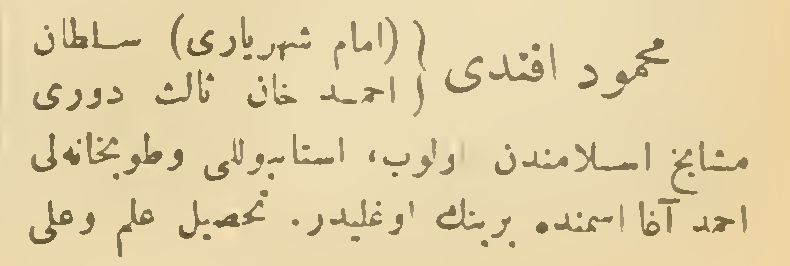 محمود افندی { (امام شهریاری) سلطان
{ احمد خان ثالث دوری
مشایخ اسلامندن اولوب، استانبوللی وطوپخانه‌لی
احمد آغا اسمنده برینك اوغلیدر. تحصیل علم وعلی